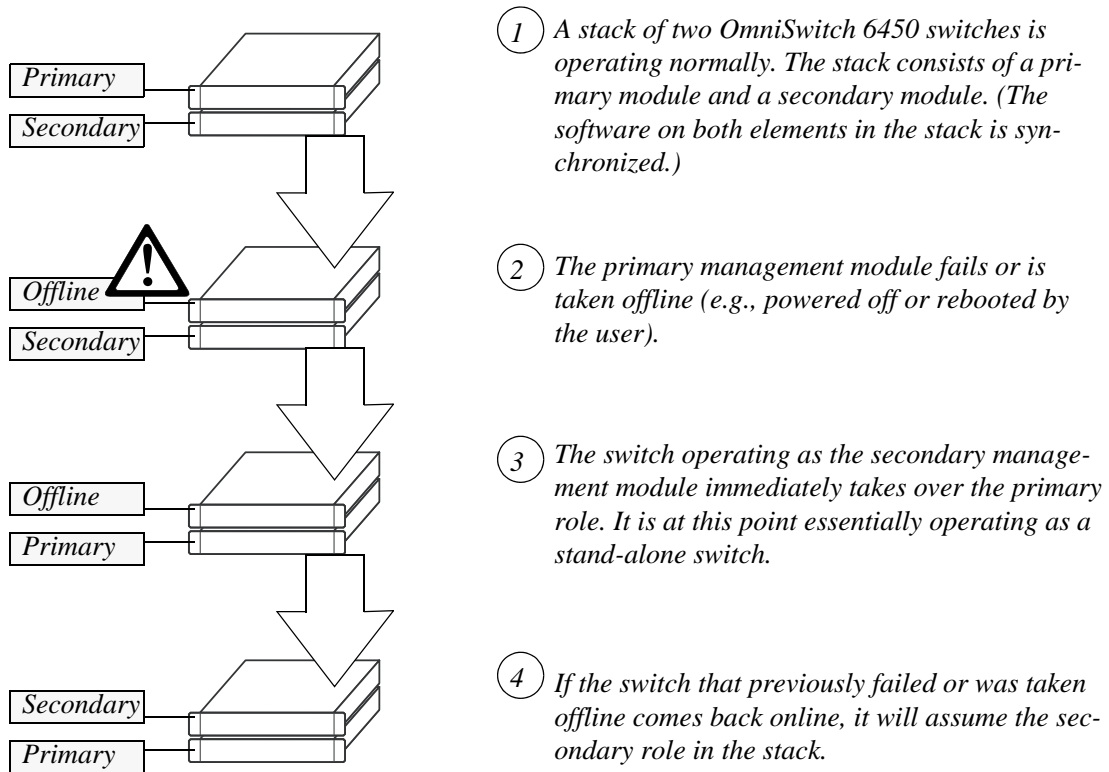 1
A stack of two OmniSwitch 6450 switches is
operating normally. The stack consists of a pri-
mary module and a secondary module. (The
software on both elements in the stack is syn-
chronized.)
Primary
Secondary
2
The primary management module fails or is
taken offline (e.g., powered off or rebooted by
the user).
Offline
Secondary
3
The switch operating as the secondary manage-
ment module immediately takes over the primary
role. It is at this point essentially operating as a
stand-alone switch.
Offline
Primary
4
If the switch that previously failed or was taken
offline comes back online, it will assume the sec-
ondary role in the stack.
Secondary
Primary